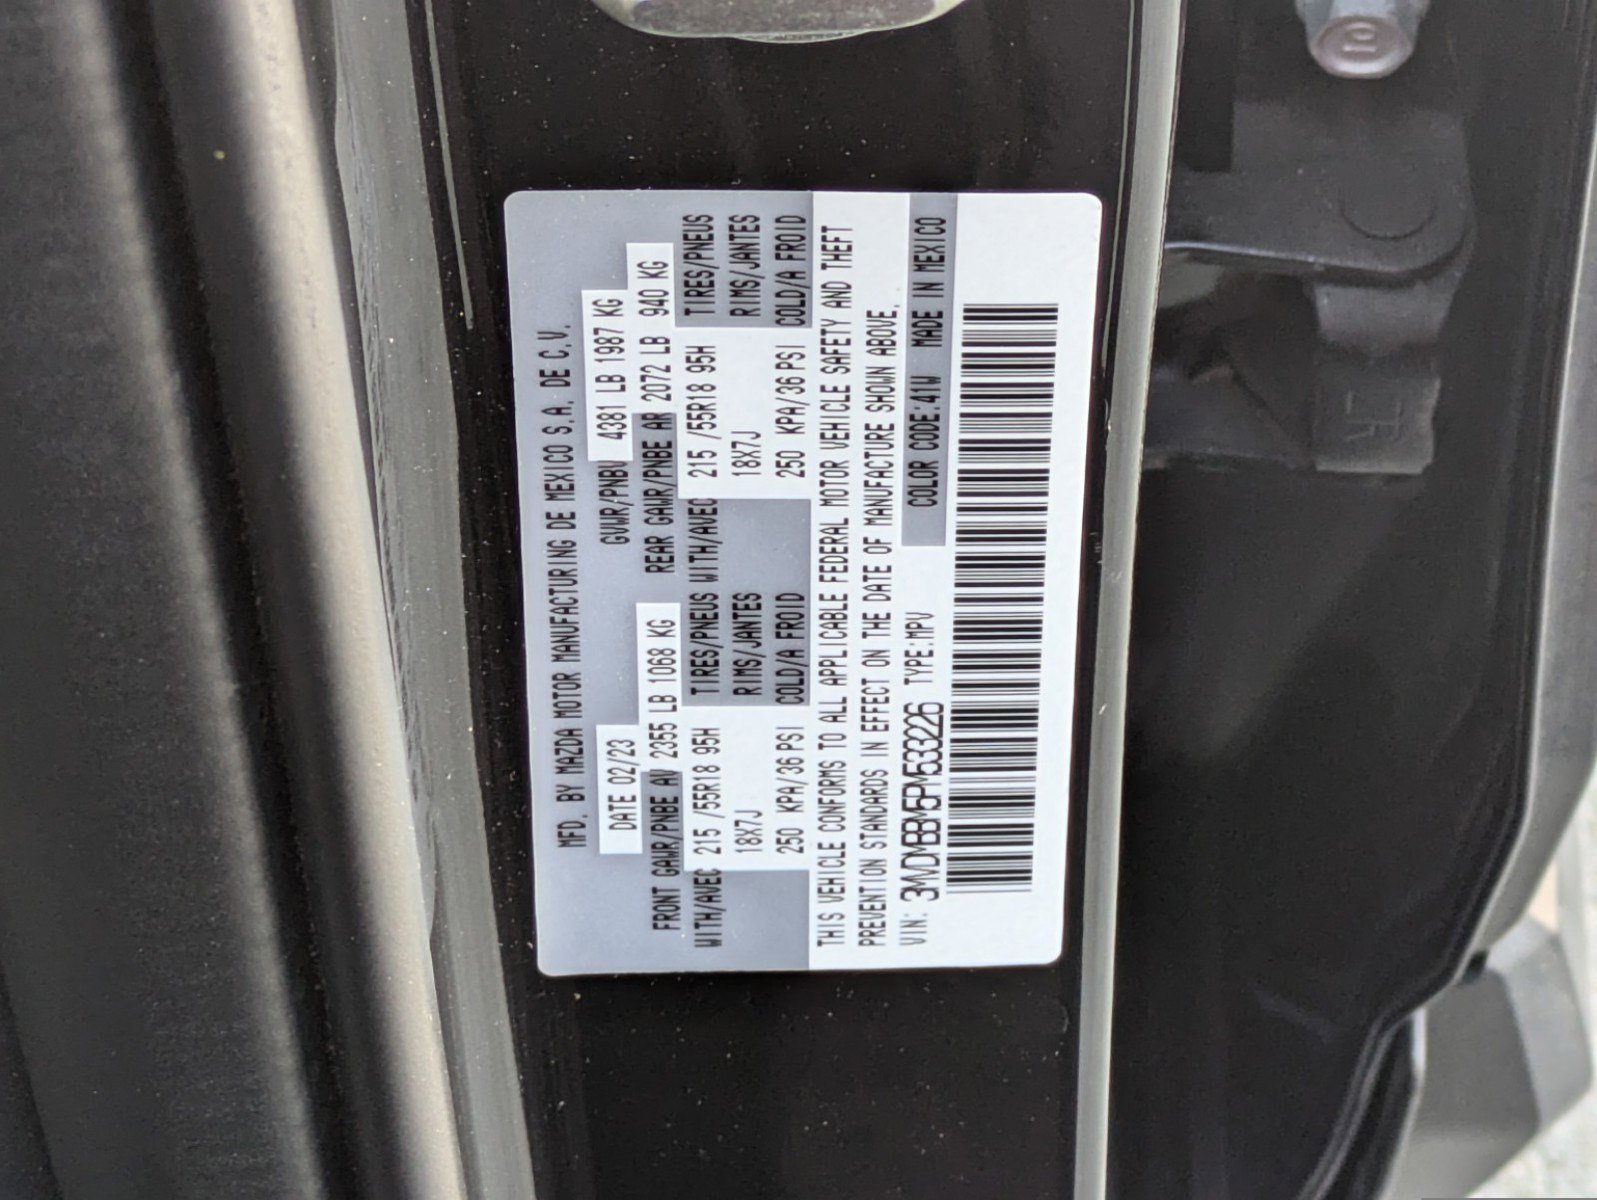 MFD. BY MAZDA MOTOR MANUFACTURING DE MEXICO S.A. DE C.V.
DATE 02/23 GVWR/PNBV 4381 LB 1987 KG
FRONT GAWR/PNBE AV 2355 LB 1068 KG REAR GAWR/PNBE AR 2072 LB 940 KG
WITH/AVEC 215 /55R18 95H TIRES/PNEUS WITH/AVEC 215 /55R18 95H TIRES/PNEUS
18X7J RIMS/JANTES 18X7J RIMS/JANTES
250 KPA/36 PSI COLD/A FROID 250 KPA/36 PSI COLD/A FROID
THIS VEHICLE CONFORMS TO ALL APPLICABLE FEDERAL MOTOR VEHICLE SAFETY AND THEFT
PREVENTION STANDARDS IN EFFECT ON THE DATE OF MANUFACTURE SHOWN ABOVE.
VIN: 3MVDMBBM5PM533226 TYPE:MPV COLOR CODE:41W MADE IN MEXICO